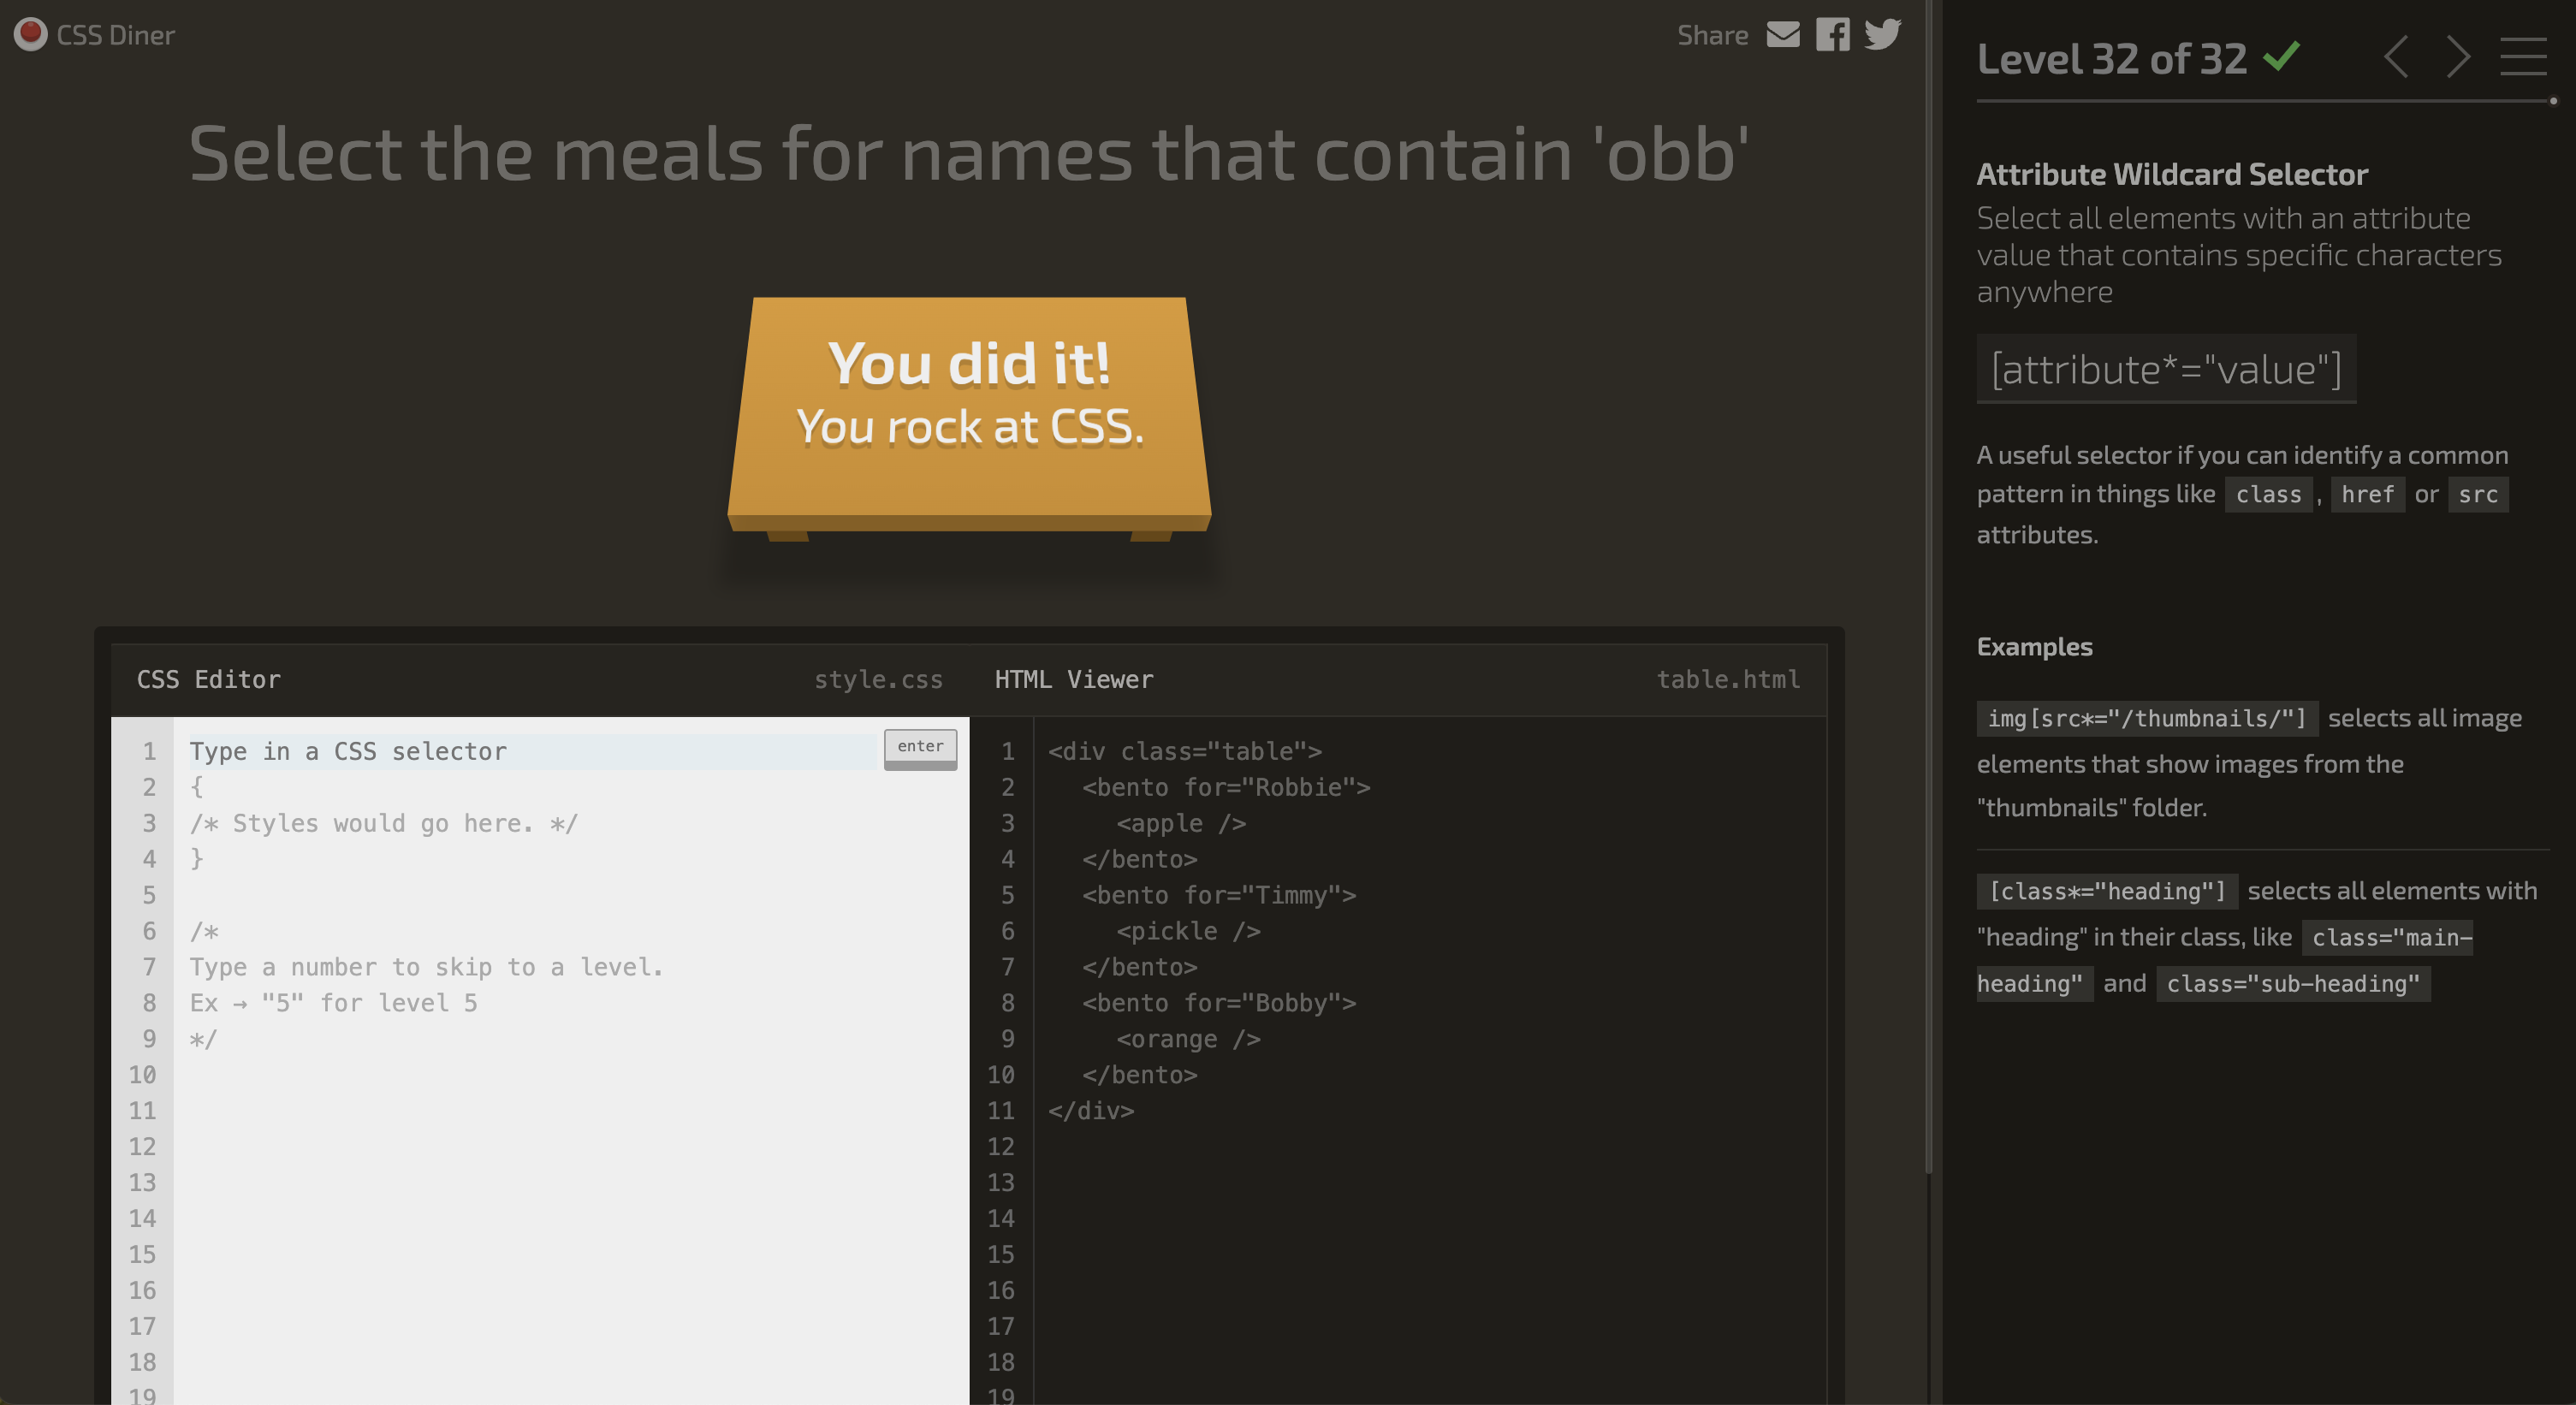 CSS Diner
Share
Select the meals for names that contain 'obb'
You did it!
You rock at CSS.
CSS Editor
style.css
1 Type in a CSS selector
enter
2 {
3 /* Styles would go here. */
4 }
5
6 /*
7 Type a number to skip to a level.
8 Ex → "5" for level 5
9 */
10
11
12
13
14
15
16
17
18
19
HTML Viewer
table.html
1 <div class="table">
2 <bento for="Robbie">
3 <apple />
4 </bento>
5 <bento for="Timmy">
6 <pickle />
7 </bento>
8 <bento for="Bobby">
9 <orange />
10 </bento>
11 </div>
12
13
14
15
16
17
18
19
Level 32 of 32
Attribute Wildcard Selector
Select all elements with an attribute
value that contains specific characters
anywhere
[attribute*="value"]
A useful selector if you can identify a common
pattern in things like class , href or src
attributes.
Examples
img[src*="/thumbnails/"] selects all image
elements that show images from the
"thumbnails" folder.
[class*="heading"] selects all elements with
"heading" in their class, like class="main-
heading" and class="sub-heading"